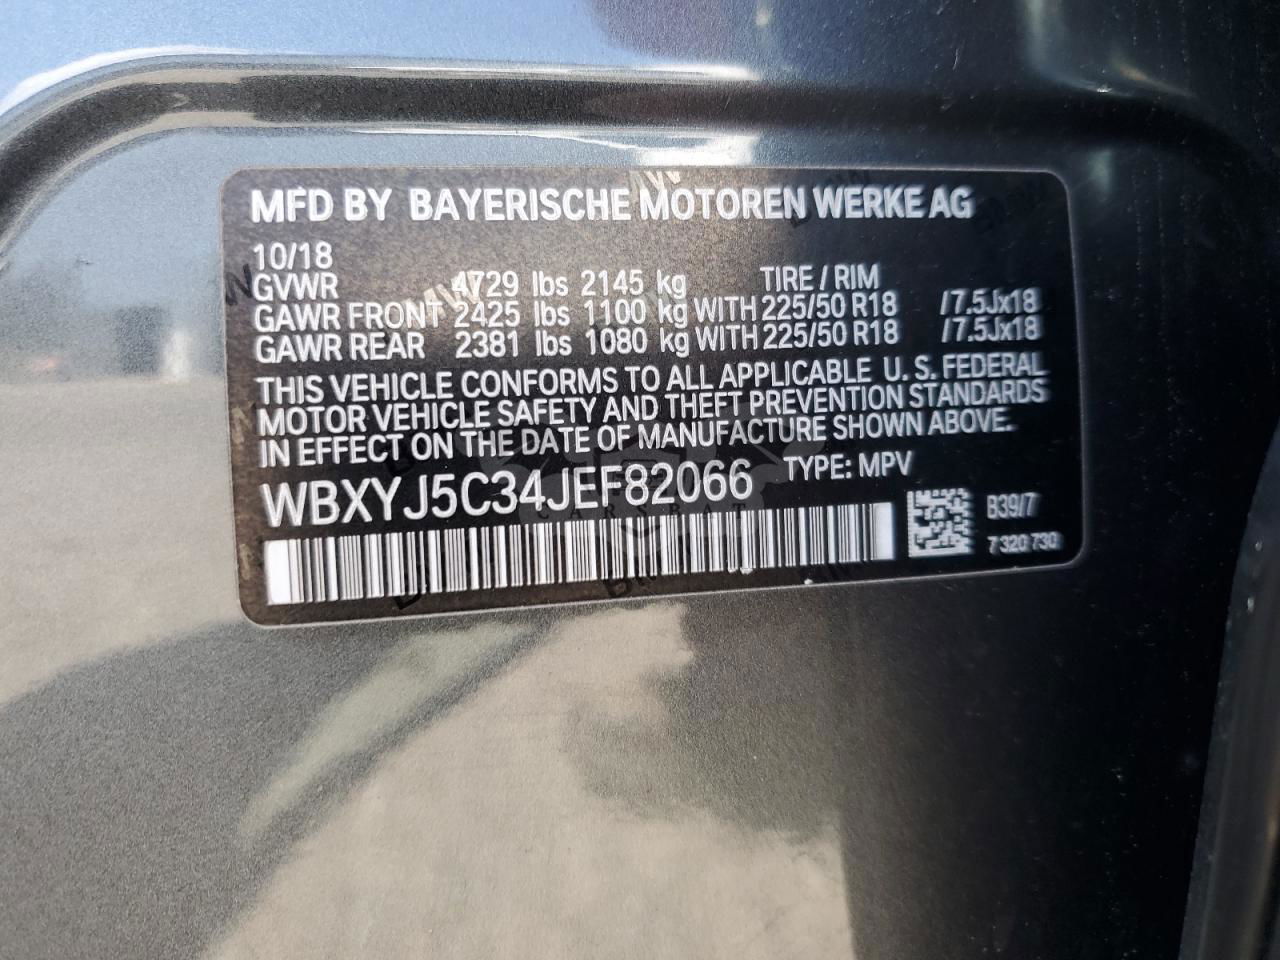 MFD BY BAYERISCHE MOTOREN WERKE AG
10/18
GVWR 4729 lbs 2145 kg TIRE / RIM
GAWR FRONT 2425 lbs 1100 kg WITH 225/50 R18 /7.5Jx18
GAWR REAR 2381 lbs 1080 kg WITH 225/50 R18 /7.5Jx18
THIS VEHICLE CONFORMS TO ALL APPLICABLE U.S. FEDERAL
MOTOR VEHICLE SAFETY AND THEFT PREVENTION STANDARDS
IN EFFECT ON THE DATE OF MANUFACTURE SHOWN ABOVE.
WBXYJ5C34JEF82066 TYPE: MPV
CARSBAT
B39/7
7 320 730